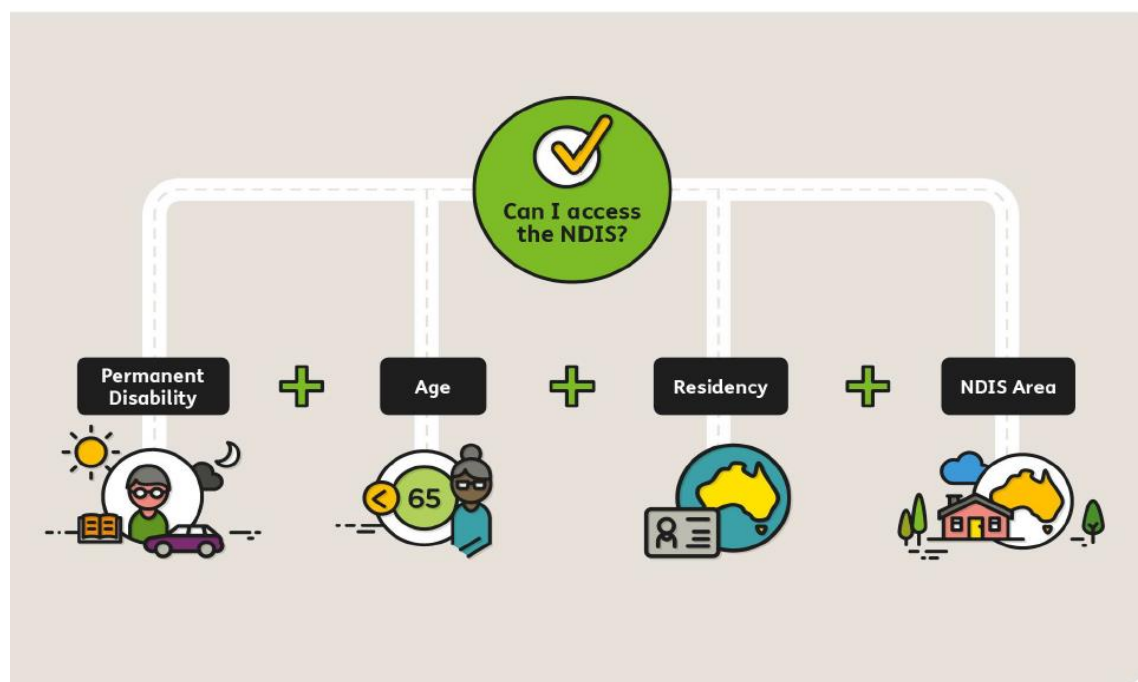 Can I access
the NDIS?
Permanent
Disability
Age
Residency
NDIS Area
< 65